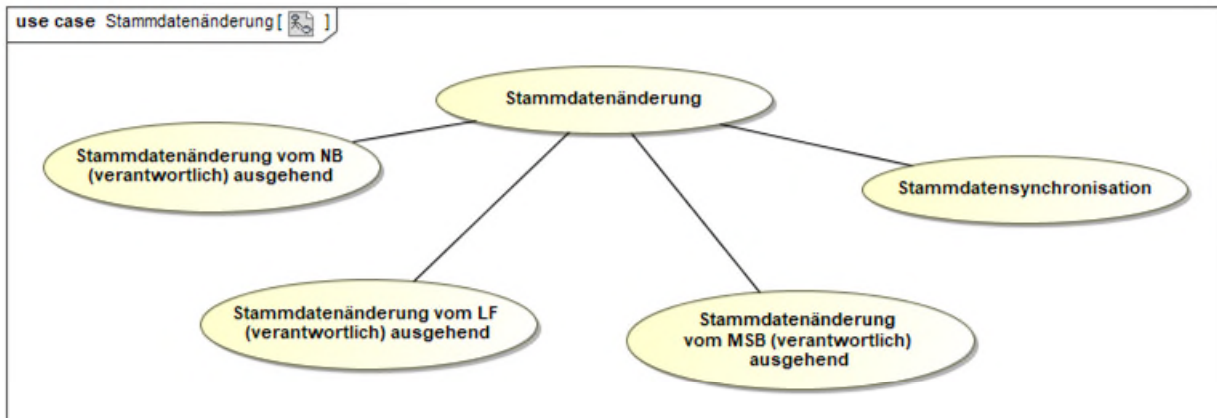 use case Stammdatenänderung [ ]
Stammdatenänderung
Stammdatenänderung vom NB
(verantwortlich) ausgehend
Stammdatensynchronisation
Stammdatenänderung vom LF
(verantwortlich) ausgehend
Stammdatenänderung
vom MSB (verantwortlich)
ausgehend